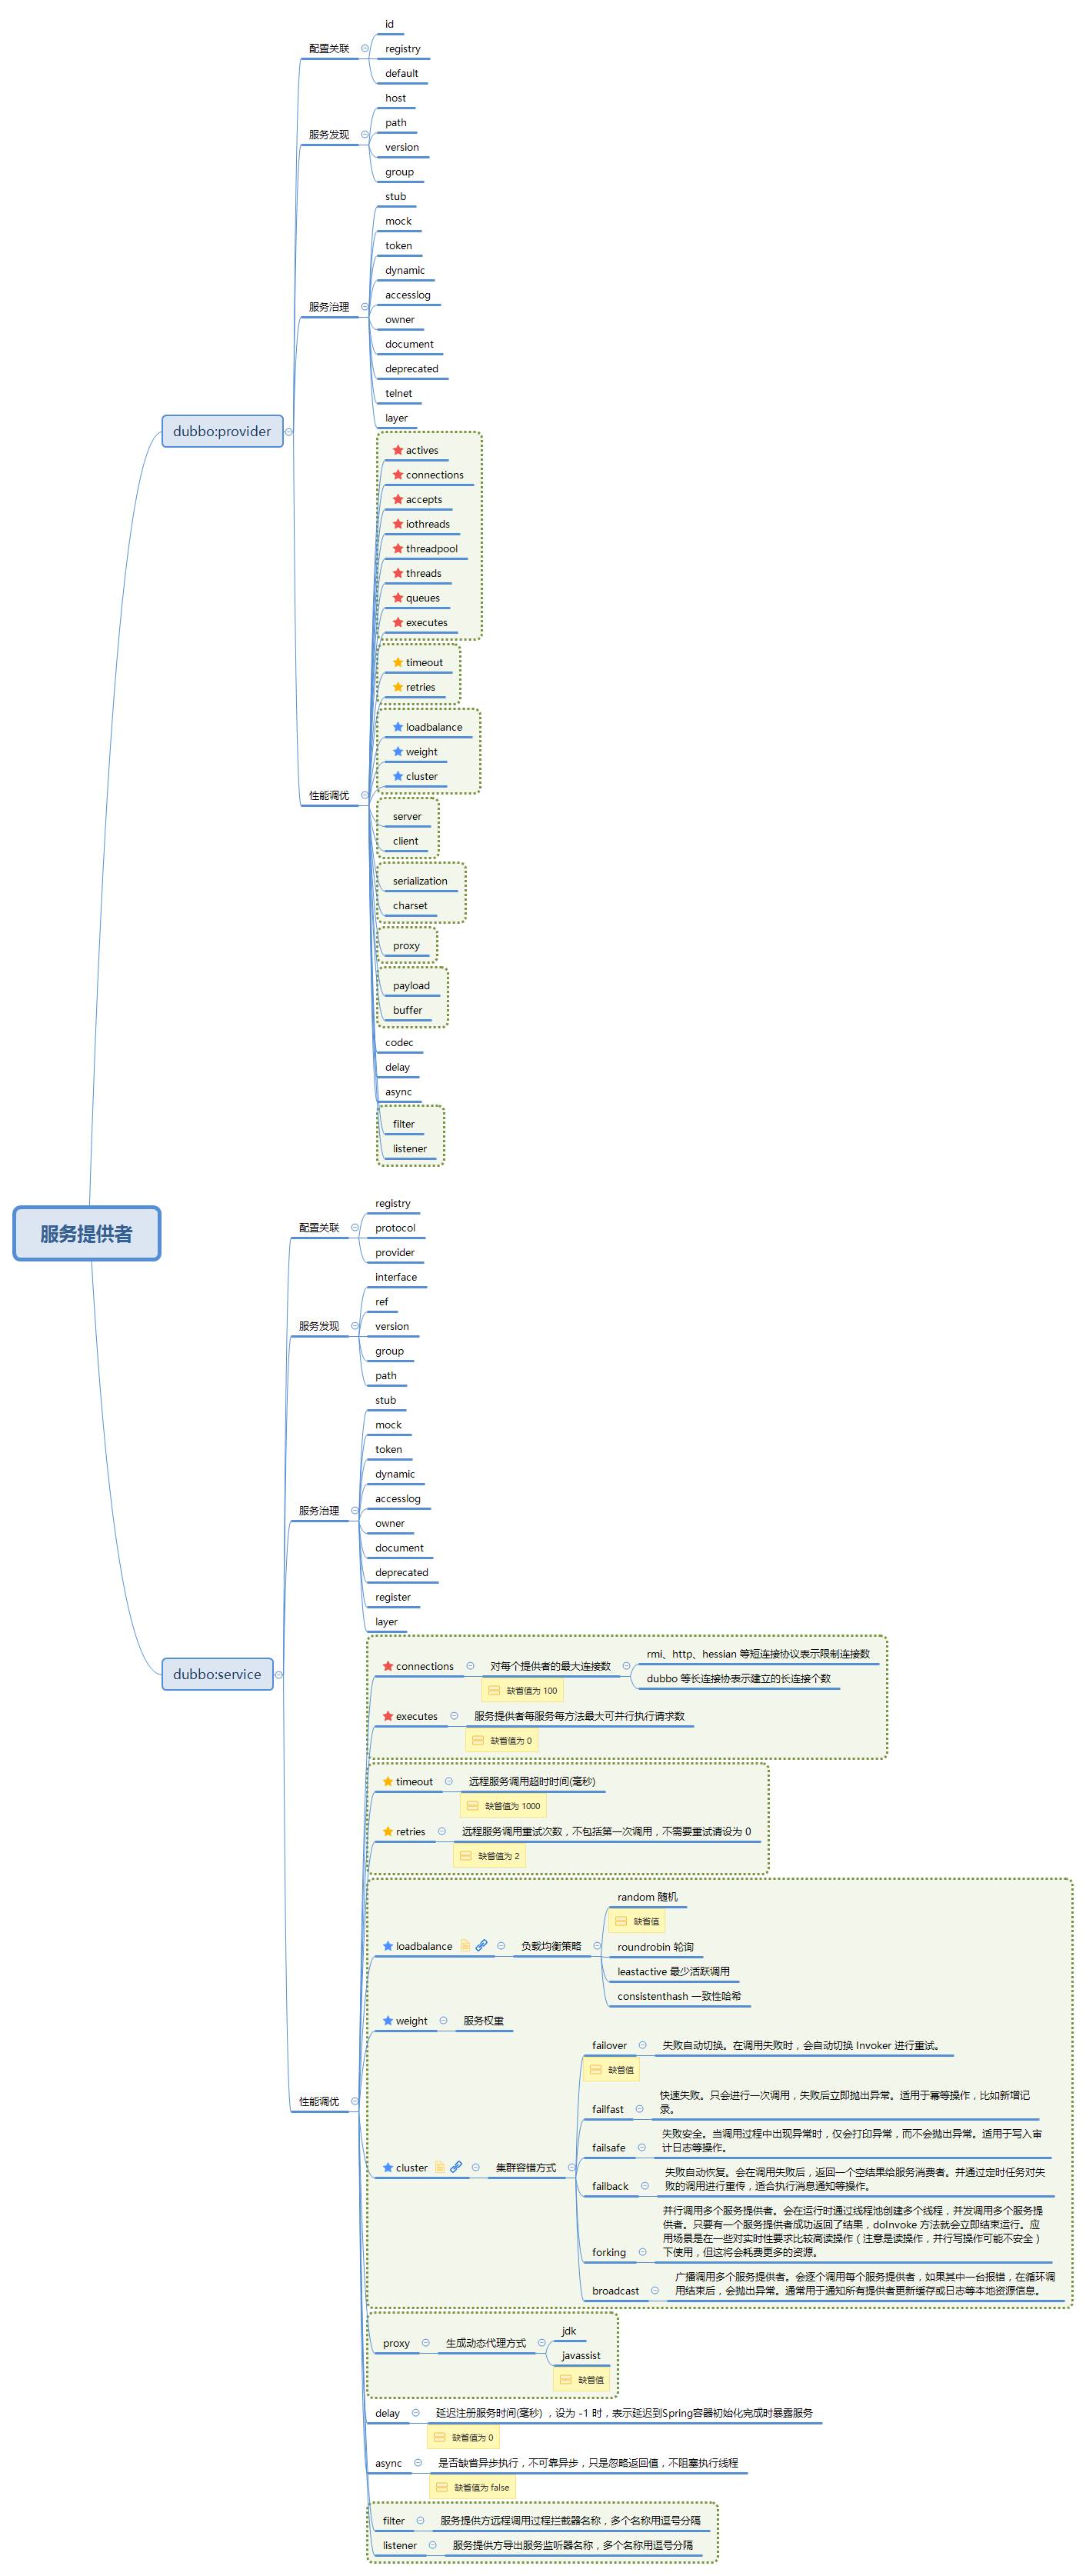 服务提供者
dubbo:provider
配置关联
id
registry
default
服务发现
host
path
version
group
服务治理
stub
mock
token
dynamic
accesslog
owner
document
deprecated
telnet
layer
性能调优
actives
connections
accepts
iothreads
threadpool
threads
queues
executes
timeout
retries
loadbalance
weight
cluster
server
client
serialization
charset
proxy
payload
buffer
codec
delay
async
filter
listener
dubbo:service
配置关联
registry
protocol
provider
服务发现
interface
ref
version
group
path
服务治理
stub
mock
token
dynamic
accesslog
owner
document
deprecated
register
layer
性能调优
connections
对每个提供者的最大连接数
缺省值为 100
rmi、http、hessian 等短连接协议表示限制连接数
dubbo 等长连接协表示建立的长连接个数
executes
服务提供者每服务每方法最大可并行执行请求数
缺省值为 0
timeout
远程服务调用超时时间(毫秒)
缺省值为 1000
retries
远程服务调用重试次数，不包括第一次调用，不需要重试请设为 0
缺省值为 2
loadbalance
负载均衡策略
random 随机
缺省值
roundrobin 轮询
leastactive 最少活跃调用
consistenthash 一致性哈希
weight
服务权重
cluster
集群容错方式
failover
缺省值
失败自动切换。在调用失败时，会自动切换 Invoker 进行重试。
failfast
快速失败。只会进行一次调用，失败后立即抛出异常。适用于幂等操作，比如新增记
录。
failsafe
失败安全。当调用过程中出现异常时，仅会打印异常，而不会抛出异常。适用于写入审
计日志等操作。
failback
失败自动恢复。会在调用失败后，返回一个空结果给服务消费者。并通过定时任务对失
败的调用进行重传，适合执行消息通知等操作。
forking
并行调用多个服务提供者。会在运行时通过线程池创建多个线程，并发调用多个服务提
供者。只要有一个服务提供者成功返回了结果，doInvoke 方法就会立即结束运行。应
用场景是在一些对实时性要求比较高读操作（注意是读操作，并行写操作可能不安全）
下使用，但这将会耗费更多的资源。
broadcast
广播调用多个服务提供者。会逐个调用每个服务提供者，如果其中一台报错，在循环调
用结束后，会抛出异常。通常用于通知所有提供者更新缓存或日志等本地资源信息。
proxy
生成动态代理方式
jdk
javassist
缺省值
delay
延迟注册服务时间(毫秒) ，设为 -1 时，表示延迟到Spring容器初始化完成时暴露服务
缺省值为 0
async
是否缺省异步执行，不可靠异步，只是忽略返回值，不阻塞执行线程
缺省值为 false
filter
服务提供方远程调用过程拦截器名称，多个名称用逗号分隔
listener
服务提供方导出服务监听器名称，多个名称用逗号分隔